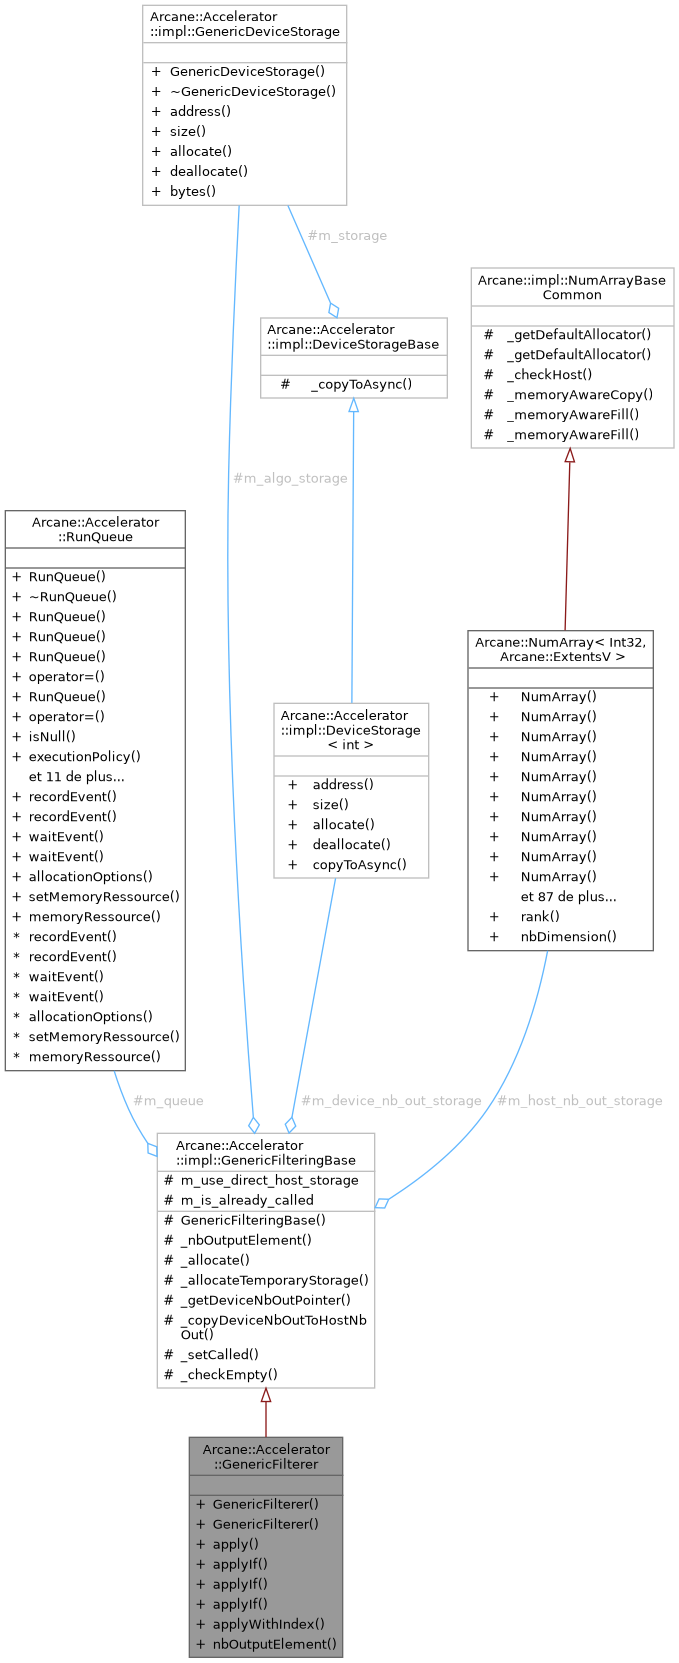 Arcane::Accelerator
::impl::GenericDeviceStorage
+ GenericDeviceStorage()
+ ~GenericDeviceStorage()
+ address()
+ size()
+ allocate()
+ deallocate()
+ bytes()
#m_storage
Arcane::impl::NumArrayBase
Common
# _getDefaultAllocator()
# _getDefaultAllocator()
# _checkHost()
# _memoryAwareCopy()
# _memoryAwareFill()
# _memoryAwareFill()
Arcane::Accelerator
::impl::DeviceStorageBase
# _copyToAsync()
#m_algo_storage
Arcane::Accelerator
::RunQueue
+ RunQueue()
+ ~RunQueue()
+ RunQueue()
+ RunQueue()
+ RunQueue()
+ operator=()
+ RunQueue()
+ operator=()
+ isNull()
+ executionPolicy()
et 11 de plus...
+ recordEvent()
+ recordEvent()
+ waitEvent()
+ waitEvent()
+ allocationOptions()
+ setMemoryRessource()
+ memoryRessource()
* recordEvent()
* recordEvent()
* waitEvent()
* waitEvent()
* allocationOptions()
* setMemoryRessource()
* memoryRessource()
Arcane::Accelerator
::impl::DeviceStorage
< int >
+ address()
+ size()
+ allocate()
+ deallocate()
+ copyToAsync()
Arcane::NumArray< Int32,
Arcane::ExtentsV >
+ NumArray()
+ NumArray()
+ NumArray()
+ NumArray()
+ NumArray()
+ NumArray()
+ NumArray()
+ NumArray()
+ NumArray()
+ NumArray()
et 87 de plus...
+ rank()
+ nbDimension()
#m_queue
#m_device_nb_out_storage
#m_host_nb_out_storage
Arcane::Accelerator
::impl::GenericFilteringBase
# m_use_direct_host_storage
# m_is_already_called
# GenericFilteringBase()
# _nbOutputElement()
# _allocate()
# _allocateTemporaryStorage()
# _getDeviceNbOutPointer()
# _copyDeviceNbOutToHostNb
Out()
# _setCalled()
# _checkEmpty()
Arcane::Accelerator
::GenericFilterer
+ GenericFilterer()
+ GenericFilterer()
+ apply()
+ applyIf()
+ applyIf()
+ applyIf()
+ applyWithIndex()
+ nbOutputElement()